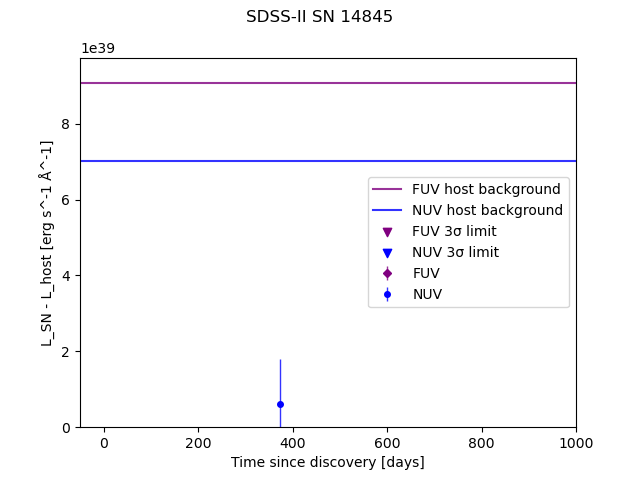 SDSS-II SN 14845
1e39
8
6
4
2
0
L_SN - L_host [erg s^-1 Å^-1]
FUV host background
NUV host background
FUV 3σ limit
NUV 3σ limit
FUV
NUV
0 200 400 600 800 1000
Time since discovery [days]